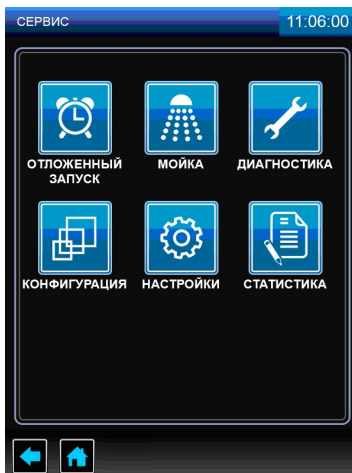 СЕРВИС 11:06:00
ОТЛОЖЕННЫЙ ЗАПУСК
МОЙКА
ДИАГНОСТИКА
КОНФИГУРАЦИЯ
НАСТРОЙКИ
СТАТИСТИКА